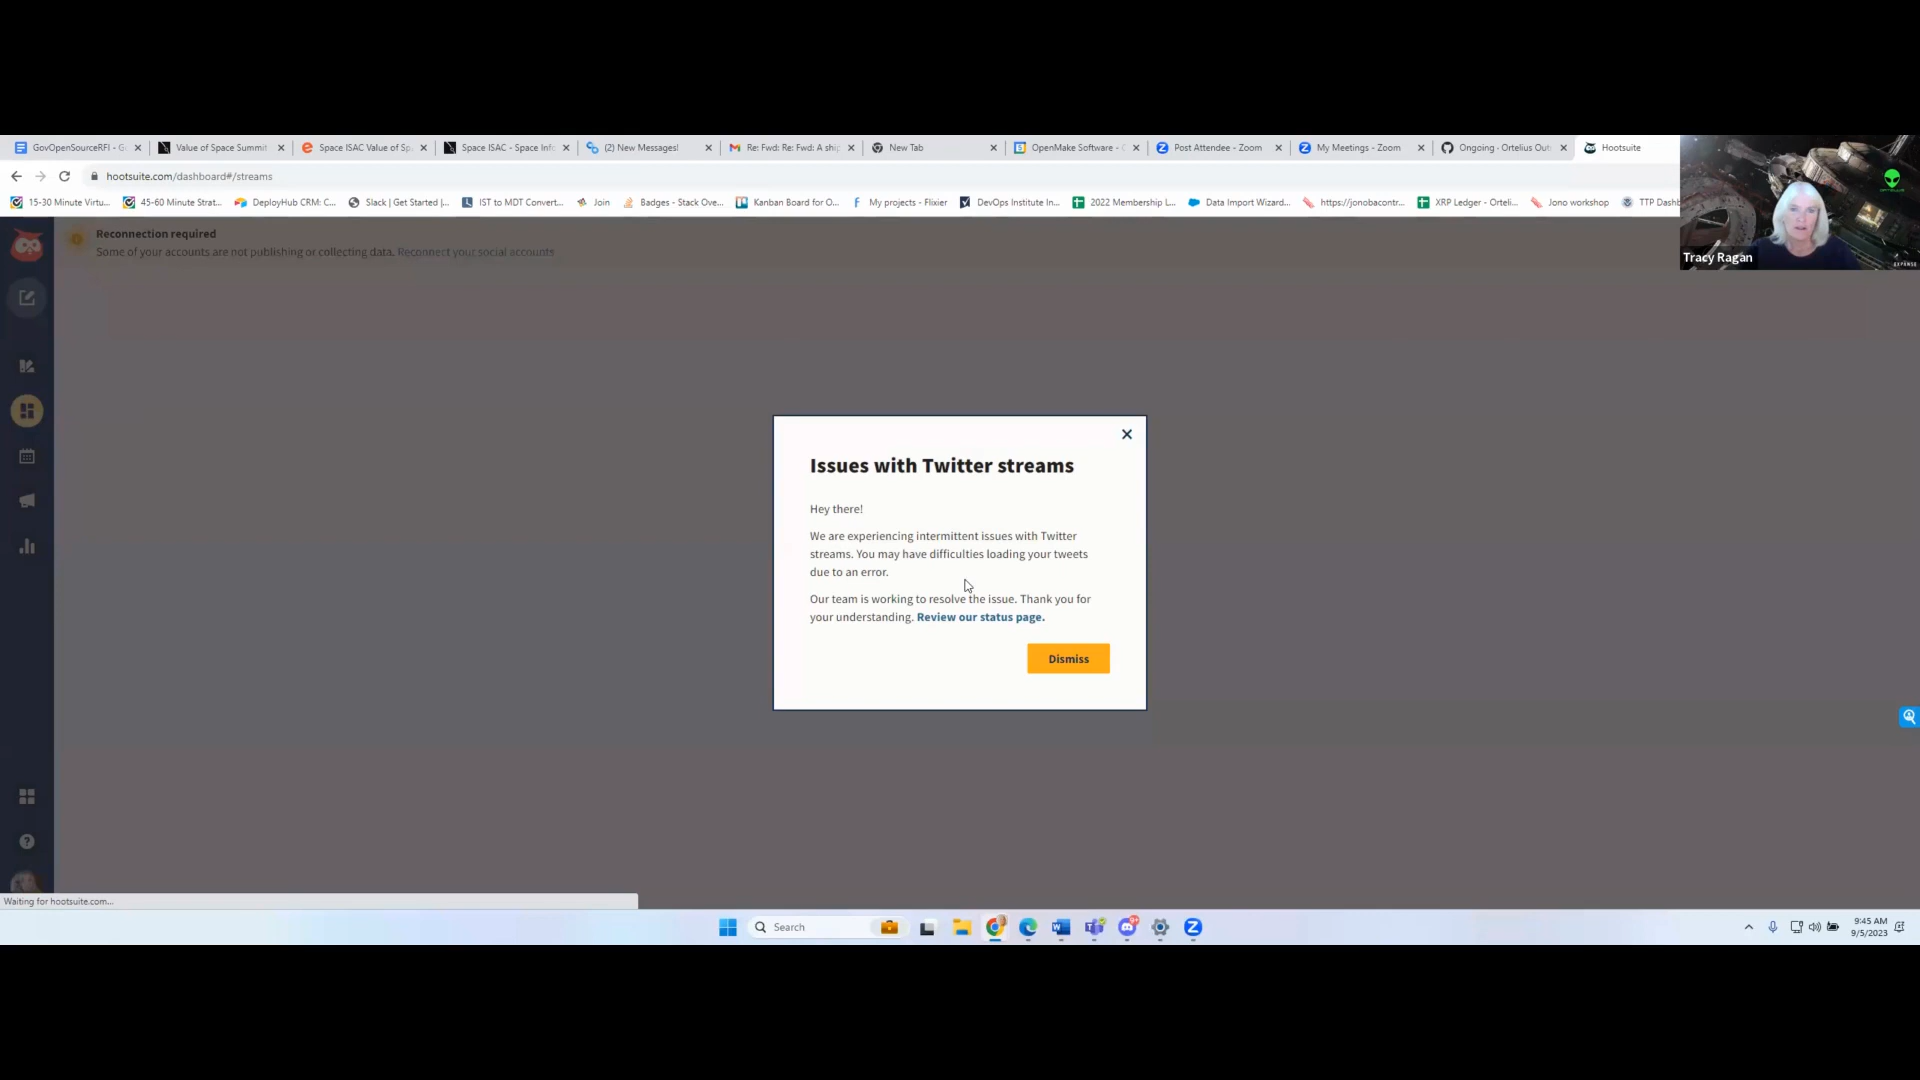 GovOpenSourceRFI - G
Value of Space Summit
Space ISAC Value of Sp
Space ISAC - Space Info
(2) New Messages!
Re: Fwd: Re: Fwd: A ship
New Tab
OpenMake Software - C
Post Attendee - Zoom
My Meetings - Zoom
Ongoing · Ortelius Out
Hootsuite
hootsuite.com/dashboard#/streams
15-30 Minute Virtu...
45-60 Minute Strat...
DeployHub CRM: C...
Slack | Get Started |...
IST to MDT Convert...
Join
Badges - Stack Ove...
Kanban Board for O...
My projects - Flixier
DevOps Institute In...
2022 Membership L...
Data Import Wizard...
https://jonobacontr...
XRP Ledger - Orteli...
Jono workshop
TTP Dashb
Tracy Ragan
EXPANSE
Reconnection required
Some of your accounts are not publishing or collecting data. Reconnect your social accounts
Issues with Twitter streams
Hey there!
We are experiencing intermittent issues with Twitter
streams. You may have difficulties loading your tweets
due to an error.
Our team is working to resolve the issue. Thank you for
your understanding. Review our status page.
Dismiss
Waiting for hootsuite.com...
Search
9:45 AM
9/5/2023